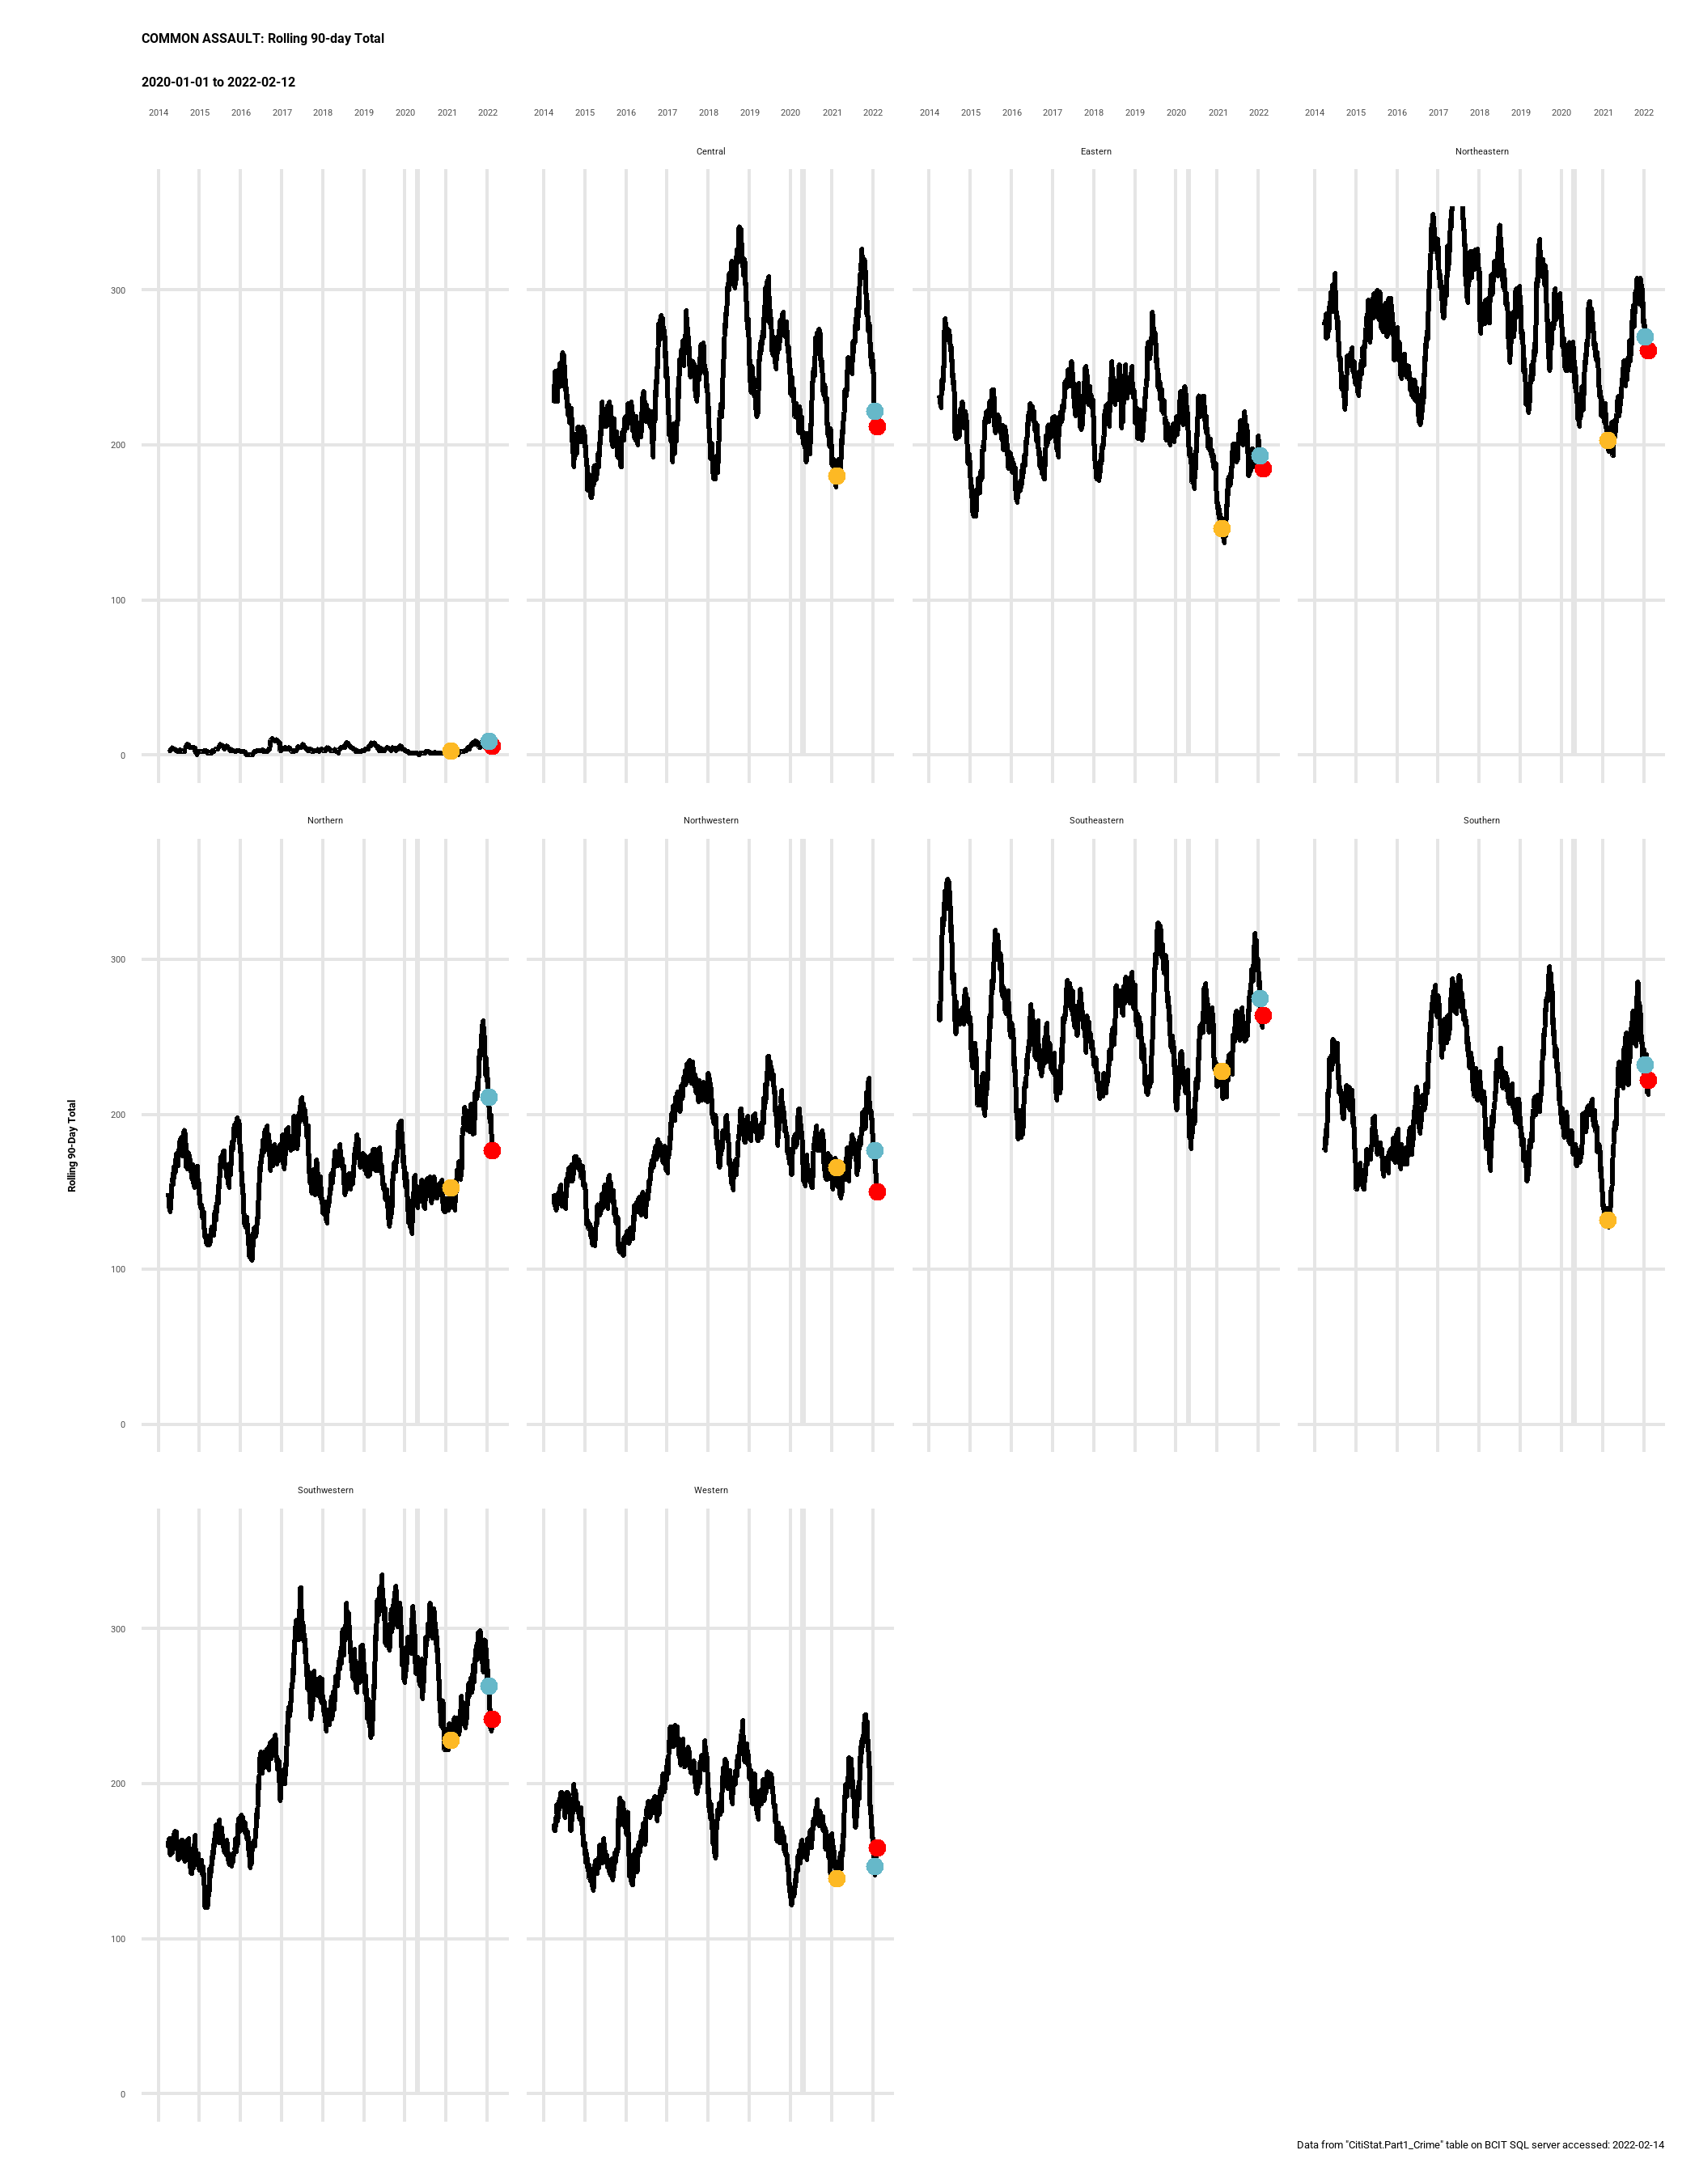 COMMON ASSAULT: Rolling 90-day Total
2020-01-01 to 2022-02-12
2014 2015 2016 2017 2018 2019 2020 2021 2022 2014 2015 2016 2017 2018 2019 2020 2021 2022 2014 2015 2016 2017 2018 2019 2020 2021 2022 2014 2015 2016 2017 2018 2019 2020 2021 2022
Central Eastern Northeastern
300
200
100
0
Northern Northwestern Southeastern Southern
300
200
100
0
Rolling 90-Day Total
Southwestern Western
300
200
100
0
Data from "CitiStat.Part1_Crime" table on BCIT SQL server accessed: 2022-02-14